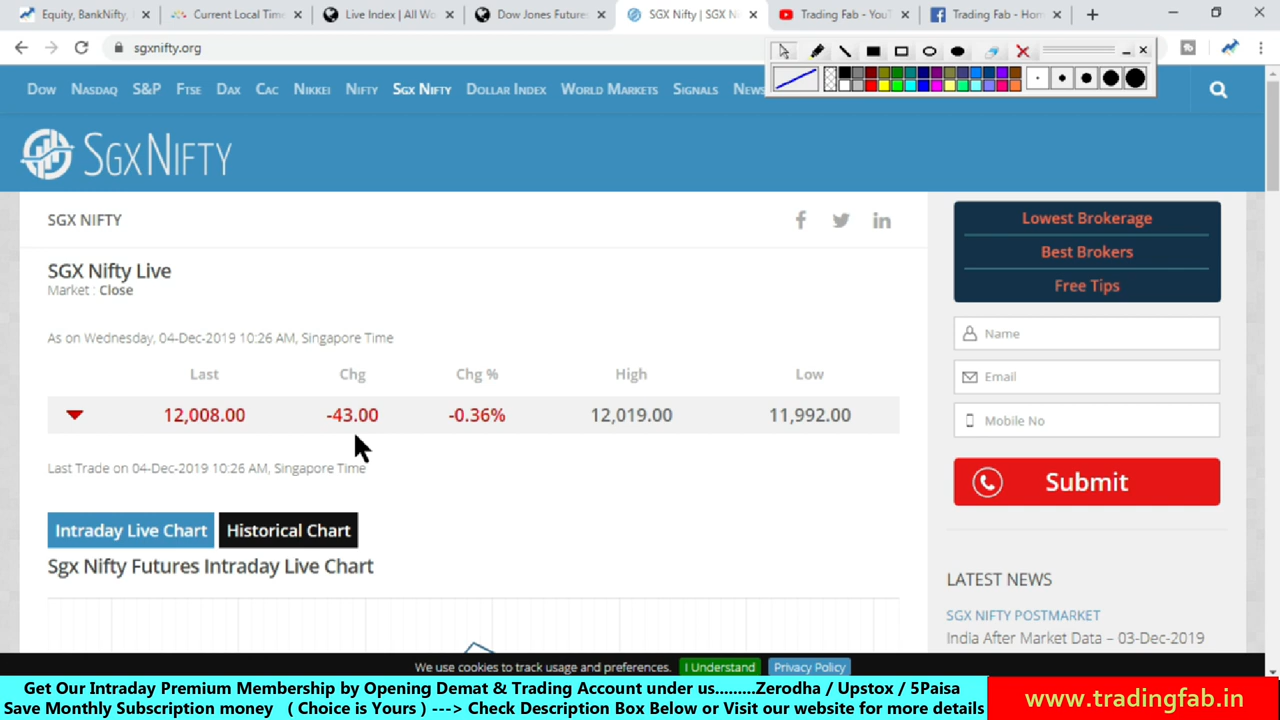 Equity, BankNifty,
Current Local Time
Live Index | All Wo
Dow Jones Future
SGX Nifty | SGX N
Trading Fab - YouT
Trading Fab - Hom
sgxnifty.org
Dow Nasdaq S&P Ftse Dax Cac Nikkei Nifty Sgx Nifty Dollar Index World Markets Signals News
SgxNifty
SGX NIFTY
Lowest Brokerage
Best Brokers
Free Tips
SGX Nifty Live
Market : Close
As on Wednesday, 04-Dec-2019 10:26 AM, Singapore Time
Name
Email
Mobile No
Submit
Last Chg Chg % High Low
12,008.00 -43.00 -0.36% 12,019.00 11,992.00
Last Trade on 04-Dec-2019 10:26 AM, Singapore Time
Intraday Live Chart Historical Chart
Sgx Nifty Futures Intraday Live Chart
LATEST NEWS
SGX NIFTY POSTMARKET
India After Market Data – 03-Dec-2019
We use cookies to track usage and preferences. I Understand Privacy Policy
Get Our Intraday Premium Membership by Opening Demat & Trading Account under us.........Zerodha / Upstox / 5Paisa
Save Monthly Subscription money ( Choice is Yours ) ---> Check Description Box Below or Visit our website for more details
www.tradingfab.in